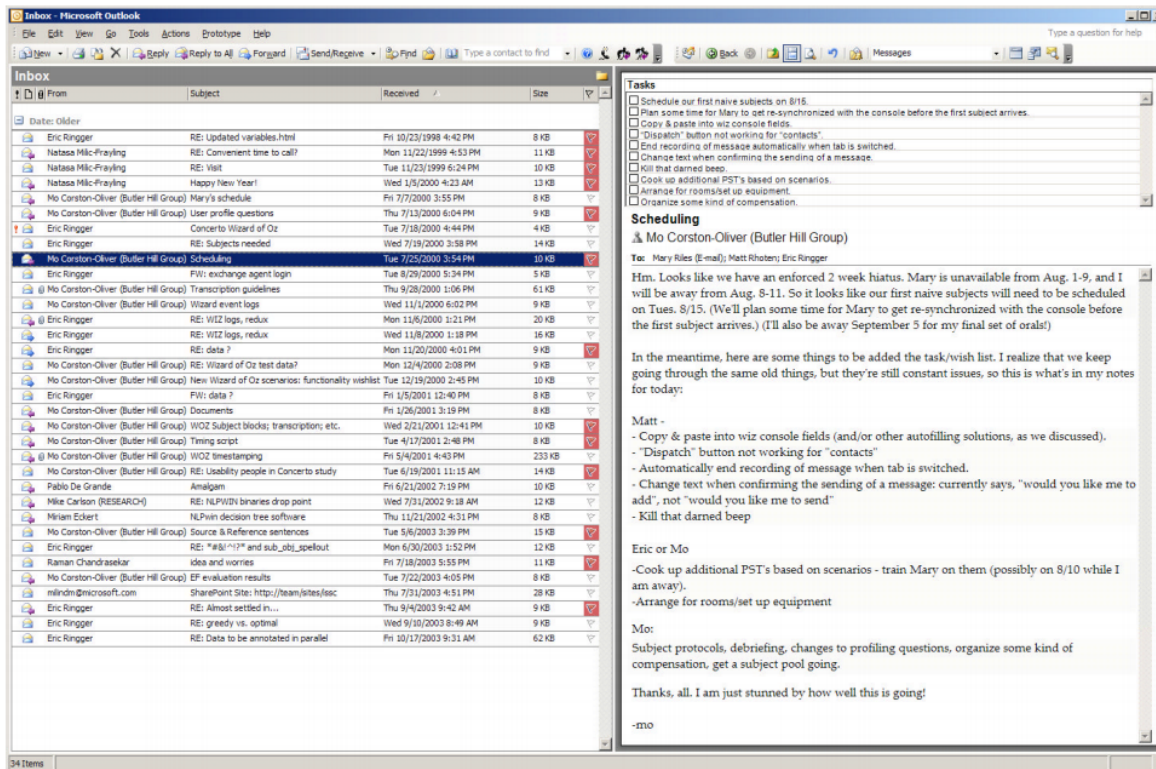 Inbox - Microsoft Outlook
File Edit View Go Tools Actions Prototype Help Type a question for help
New Reply Reply to All Forward Send/Receive Find Type a contact to find Back Messages
Inbox
From Subject Received Size
Date: Older
Eric Ringger RE: Updated variables.html Fri 10/23/1998 4:42 PM 8 KB
Natasa Milic-Frayling RE: Convenient time to call? Mon 11/22/1999 4:53 PM 11 KB
Natasa Milic-Frayling RE: Visit Tue 11/23/1999 6:24 PM 10 KB
Natasa Milic-Frayling Happy New Year! Wed 1/5/2000 4:23 AM 13 KB
Mo Corston-Oliver (Butler Hill Group) Mary's schedule Fri 7/7/2000 3:55 PM 8 KB
Mo Corston-Oliver (Butler Hill Group) User profile questions Thu 7/13/2000 6:04 PM 9 KB
Eric Ringger Concerto Wizard of Oz Tue 7/18/2000 4:44 PM 4 KB
Eric Ringger RE: Subjects needed Wed 7/19/2000 3:58 PM 14 KB
Mo Corston-Oliver (Butler Hill Group) Scheduling Tue 7/25/2000 3:54 PM 10 KB
Eric Ringger FW: exchange agent login Tue 8/29/2000 5:34 PM 5 KB
Mo Corston-Oliver (Butler Hill Group) Transcription guidelines Thu 9/28/2000 1:06 PM 61 KB
Mo Corston-Oliver (Butler Hill Group) Wizard event logs Wed 11/1/2000 6:02 PM 9 KB
Eric Ringger RE: WIZ logs, redux Mon 11/6/2000 1:21 PM 20 KB
Eric Ringger RE: WIZ logs, redux Wed 11/8/2000 1:18 PM 16 KB
Eric Ringger RE: data ? Mon 11/20/2000 4:01 PM 9 KB
Mo Corston-Oliver (Butler Hill Group) RE: Wizard of Oz test data? Mon 12/4/2000 2:08 PM 9 KB
Mo Corston-Oliver (Butler Hill Group) New Wizard of Oz scenarios: functionality wishlist Tue 12/19/2000 2:45 PM 10 KB
Eric Ringger FW: data ? Fri 1/5/2001 12:40 PM 8 KB
Mo Corston-Oliver (Butler Hill Group) Documents Fri 1/26/2001 3:19 PM 8 KB
Mo Corston-Oliver (Butler Hill Group) WOZ Subject blocks; transcription; etc. Wed 2/21/2001 12:41 PM 10 KB
Mo Corston-Oliver (Butler Hill Group) Timing script Tue 4/17/2001 2:48 PM 8 KB
Mo Corston-Oliver (Butler Hill Group) WOZ timestamping Fri 5/4/2001 4:43 PM 233 KB
Mo Corston-Oliver (Butler Hill Group) RE: Usability people in Concerto study Tue 6/19/2001 11:15 AM 14 KB
Pablo De Grande Amalgam Fri 6/21/2002 7:19 PM 10 KB
Mike Carlson (RESEARCH) RE: NLPWIN binaries drop point Wed 7/31/2002 9:18 AM 12 KB
Miriam Eckert NLPwin decision tree software Thu 11/21/2002 4:31 PM 8 KB
Mo Corston-Oliver (Butler Hill Group) Source & Reference sentences Tue 5/6/2003 3:39 PM 15 KB
Eric Ringger RE: *#&!^!?* and sub_obj_spellout Mon 6/30/2003 1:52 PM 12 KB
Raman Chandrasekar idea and worries Fri 7/18/2003 5:55 PM 11 KB
Mo Corston-Oliver (Butler Hill Group) EF evaluation results Tue 7/22/2003 4:05 PM 8 KB
milindm@microsoft.com SharePoint Site: http://team/sites/issc Thu 7/31/2003 4:51 PM 28 KB
Eric Ringger RE: Almost settled in... Thu 9/4/2003 9:42 AM 9 KB
Eric Ringger RE: greedy vs. optimal Wed 9/10/2003 8:49 AM 9 KB
Eric Ringger RE: Data to be annotated in parallel Fri 10/17/2003 9:31 AM 62 KB
34 Items
Tasks
Schedule our first naive subjects on 8/15.
Plan some time for Mary to get re-synchronized with the console before the first subject arrives.
Copy & paste into wiz console fields.
"Dispatch" button not working for "contacts".
End recording of message automatically when tab is switched.
Change text when confirming the sending of a message.
Kill that darned beep.
Cook up additional PST's based on scenarios.
Arrange for rooms/set up equipment.
Organize some kind of compensation.
Scheduling
Mo Corston-Oliver (Butler Hill Group)
To: Mary Riles (E-mail); Matt Rhoten; Eric Ringger
Hm. Looks like we have an enforced 2 week hiatus. Mary is unavailable from Aug. 1-9, and I
will be away from Aug. 8-11. So it looks like our first naive subjects will need to be scheduled
on Tues. 8/15. (We'll plan some time for Mary to get re-synchronized with the console before
the first subject arrives.) (I'll also be away September 5 for my final set of orals!)
In the meantime, here are some things to be added the task/wish list. I realize that we keep
going through the same old things, but they're still constant issues, so this is what's in my notes
for today:
Matt -
- Copy & paste into wiz console fields (and/or other autofilling solutions, as we discussed).
- "Dispatch" button not working for "contacts"
- Automatically end recording of message when tab is switched.
- Change text when confirming the sending of a message: currently says, "would you like me to
add", not "would you like me to send"
- Kill that darned beep
Eric or Mo
-Cook up additional PST's based on scenarios - train Mary on them (possibly on 8/10 while I
am away).
-Arrange for rooms/set up equipment
Mo:
Subject protocols, debriefing, changes to profiling questions, organize some kind of
compensation, get a subject pool going.
Thanks, all. I am just stunned by how well this is going!
-mo